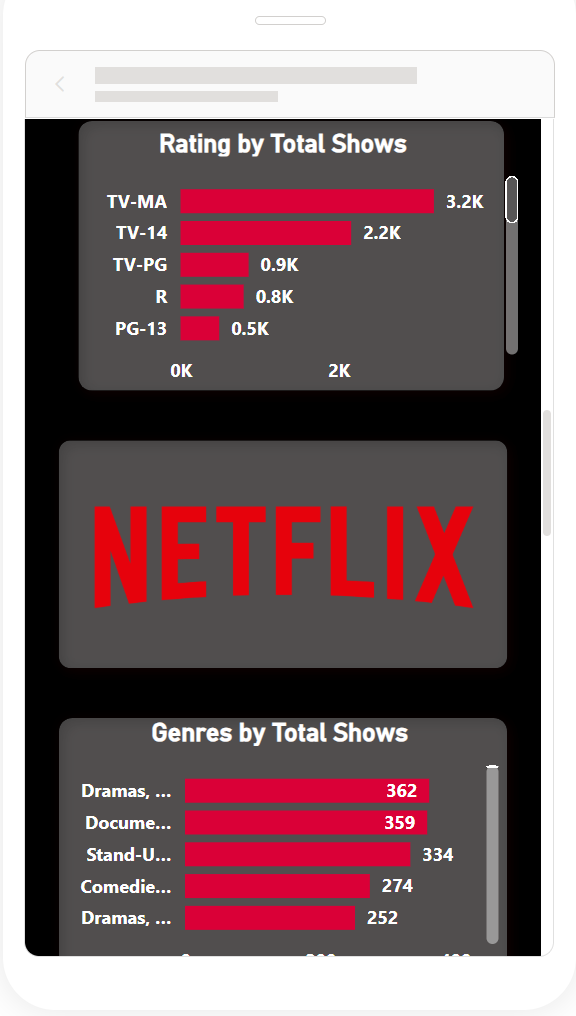 Rating by Total Shows
TV-MA 3.2K
TV-14 2.2K
TV-PG 0.9K
R 0.8K
PG-13 0.5K
0K 2K
NETFLIX
Genres by Total Shows
Dramas, ... 362
Docume... 359
Stand-U... 334
Comedie... 274
Dramas, ... 252